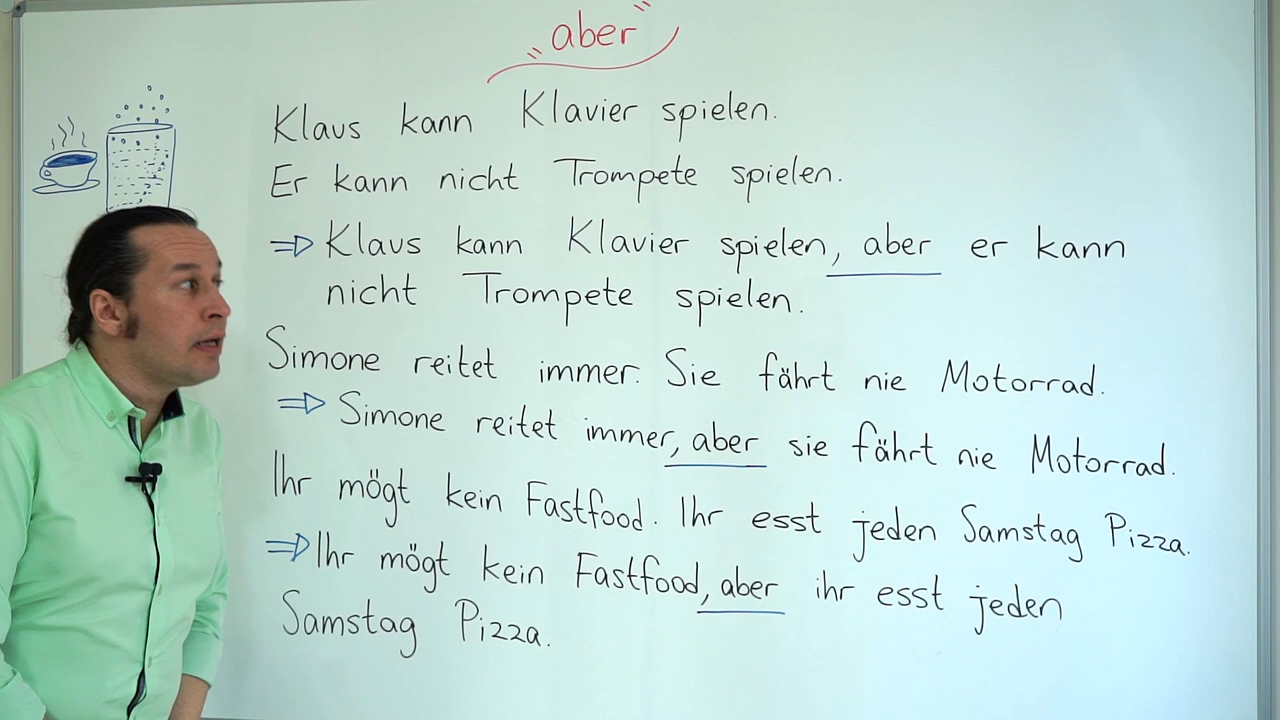 „aber"
Klaus kann Klavier spielen.
Er kann nicht Trompete spielen.
⇒ Klaus kann Klavier spielen, aber er kann
nicht Trompete spielen.
Simone reitet immer. Sie fährt nie Motorrad.
⇒ Simone reitet immer, aber sie fährt nie Motorrad.
Ihr mögt kein Fastfood. Ihr esst jeden Samstag Pizza.
⇒ Ihr mögt kein Fastfood, aber ihr esst jeden
Samstag Pizza.